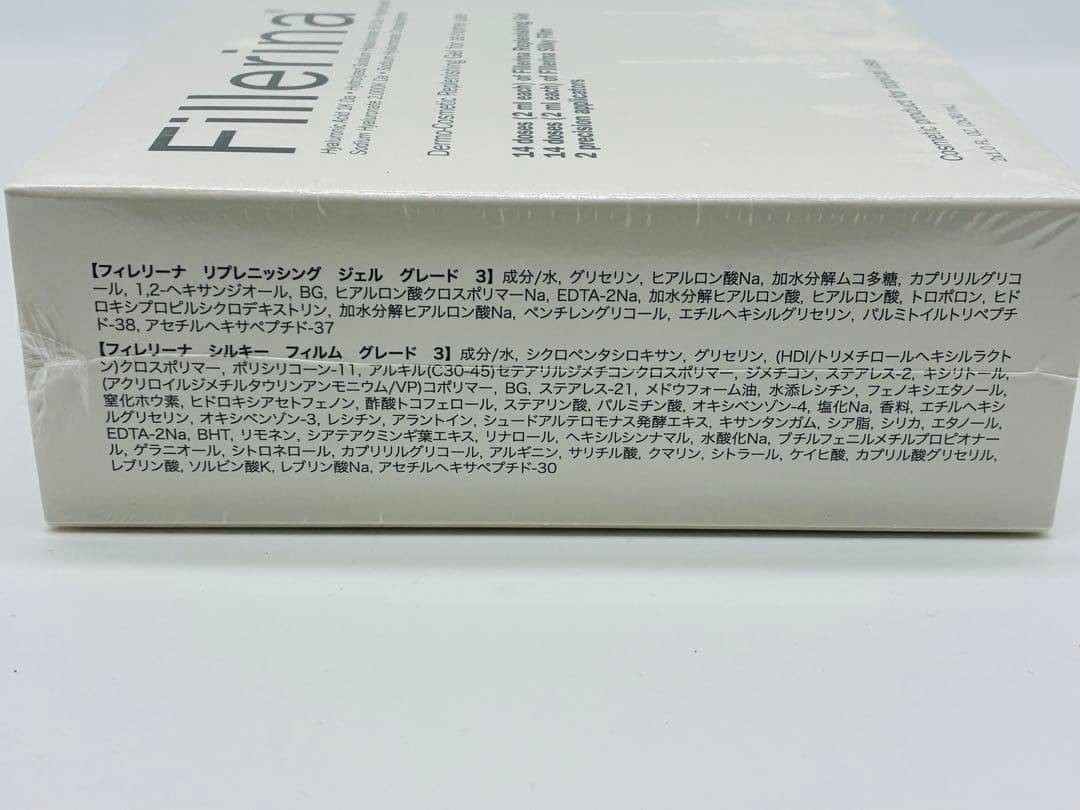 Fillerina®
Hyaluronic Acid 1K Da • Hydrolyzed Sodium Hyaluronate
Sodium Hyaluronate 2,000K Da • Sodium Hyaluronate Crosspolymer
Dermo-Cosmetic Replenishing Gel for at-home use
14 doses (2 ml each) of Fillerina Replenishing Gel
14 doses (2 ml each) of Fillerina Silky Film
2 precision applicators
Cosmetic product for topical use
【フィレリーナ リプレニッシング ジェル グレード 3】成分/水, グリセリン, ヒアルロン酸Na, 加水分解ムコ多糖, カプリリルグリコ
ール, 1,2-ヘキサンジオール, BG, ヒアルロン酸クロスポリマーNa, EDTA-2Na, 加水分解ヒアルロン酸, ヒアルロン酸, トロポロン, ヒド
ロキシプロピルシクロデキストリン, 加水分解ヒアルロン酸Na, ペンチレングリコール, エチルヘキシルグリセリン, パルミトイルトリペプチ
ド-38, アセチルヘキサペプチド-37
【フィレリーナ シルキー フィルム グレード 3】成分/水, シクロペンタシロキサン, グリセリン, (HDI/トリメチロールヘキシルラクト
ン)クロスポリマー, ポリシリコーン-11, アルキル(C30-45)セテアリルジメチコンクロスポリマー, ジメチコン, ステアレス-2, キシリトール,
(アクリロイルジメチルタウリンアンモニウム/VP)コポリマー, BG, ステアレス-21, メドウフォーム油, 水添レシチン, フェノキシエタノール,
窒化ホウ素, ヒドロキシアセトフェノン, 酢酸トコフェロール, ステアリン酸, パルミチン酸, オキシベンゾン-4, 塩化Na, 香料, エチルヘキシ
ルグリセリン, オキシベンゾン-3, レシチン, アラントイン, シュードアルテロモナス発酵エキス, キサンタンガム, シア脂, シリカ, エタノール,
EDTA-2Na, BHT, リモネン, シアテアクミンギ葉エキス, リナロール, ヘキシルシンナマル, 水酸化Na, ブチルフェニルメチルプロピオナー
ル, ゲラニオール, シトロネロール, カプリリルグリコール, アルギニン, サリチル酸, クマリン, シトラール, ケイヒ酸, カプリル酸グリセリル,
レブリン酸, ソルビン酸K, レブリン酸Na, アセチルヘキサペプチド-30